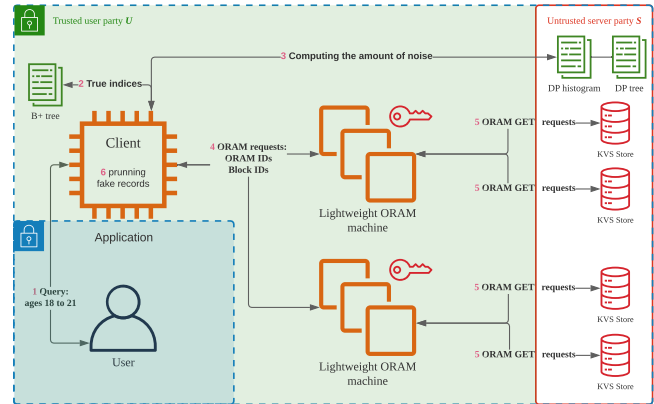 Trusted user party U
Untrusted server party S
3 Computing the amount of noise
2 True indices
B+ tree
DP histogram
DP tree
Client
6 prunning
fake records
4 ORAM requests:
ORAM IDs
Block IDs
5 ORAM GET requests
KVS Store
5 ORAM GET requests
KVS Store
Lightweight ORAM
machine
Application
1 Query:
ages 18 to 21
User
5 ORAM GET requests
KVS Store
5 ORAM GET requests
KVS Store
Lightweight ORAM
machine